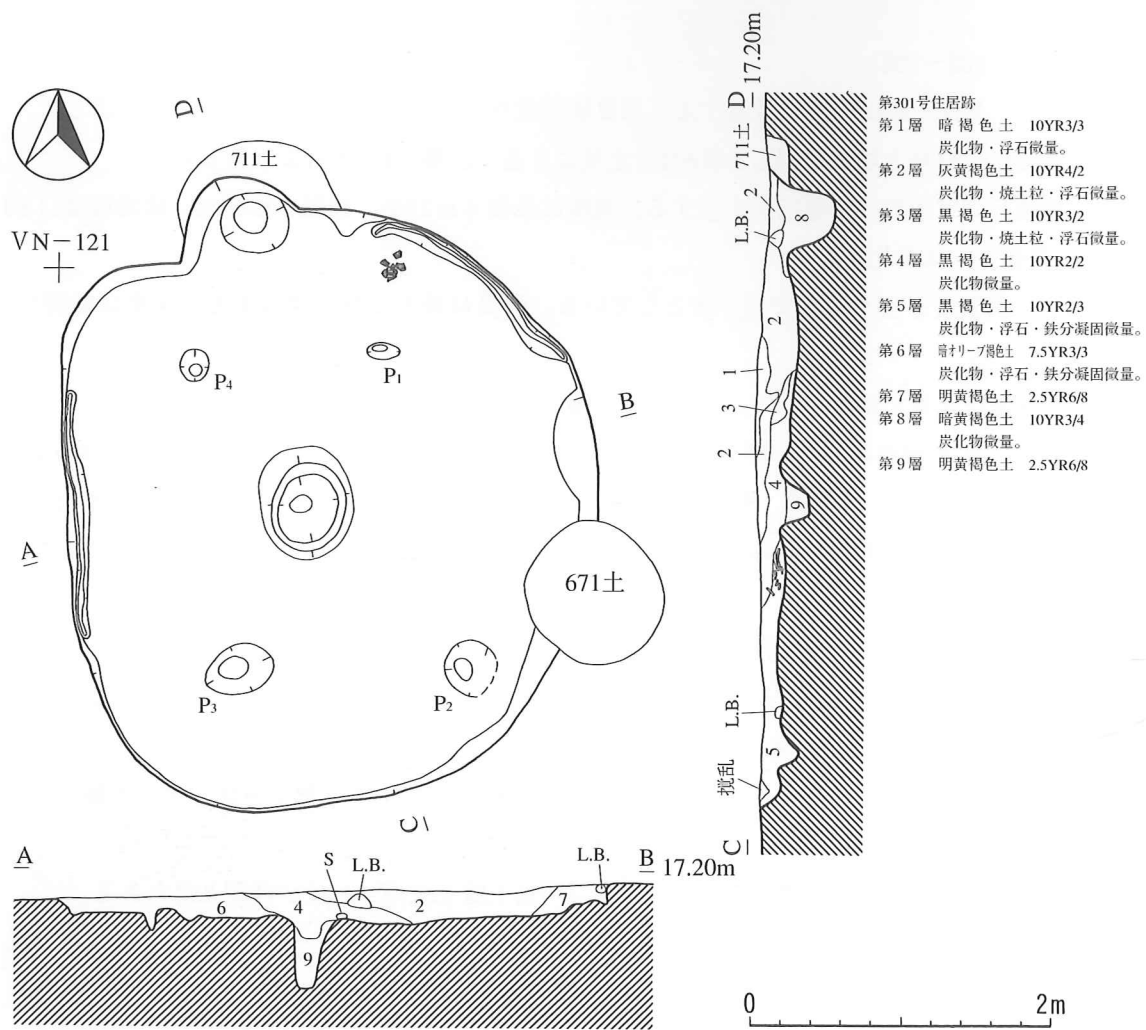 D
711土
VN-121
P4
P1
B
A
671土
P3
P2
C
A
S
L.B.
L.B.
B 17.20m
6
4
2
7
9
D 17.20m
711土
2
L.B.
8
2
1
3
2
4
9
L.B.
5
撹乱
C
第301号住居跡
第1層 暗褐色土 10YR3/3
炭化物・浮石微量。
第2層 灰黄褐色土 10YR4/2
炭化物・焼土粒・浮石微量。
第3層 黒褐色土 10YR3/2
炭化物・焼土粒・浮石微量。
第4層 黒褐色土 10YR2/2
炭化物微量。
第5層 黒褐色土 10YR2/3
炭化物・浮石・鉄分凝固微量。
第6層 暗オリーブ褐色土 7.5YR3/3
炭化物・浮石・鉄分凝固微量。
第7層 明黄褐色土 2.5YR6/8
第8層 暗黄褐色土 10YR3/4
炭化物微量。
第9層 明黄褐色土 2.5YR6/8
0 2m